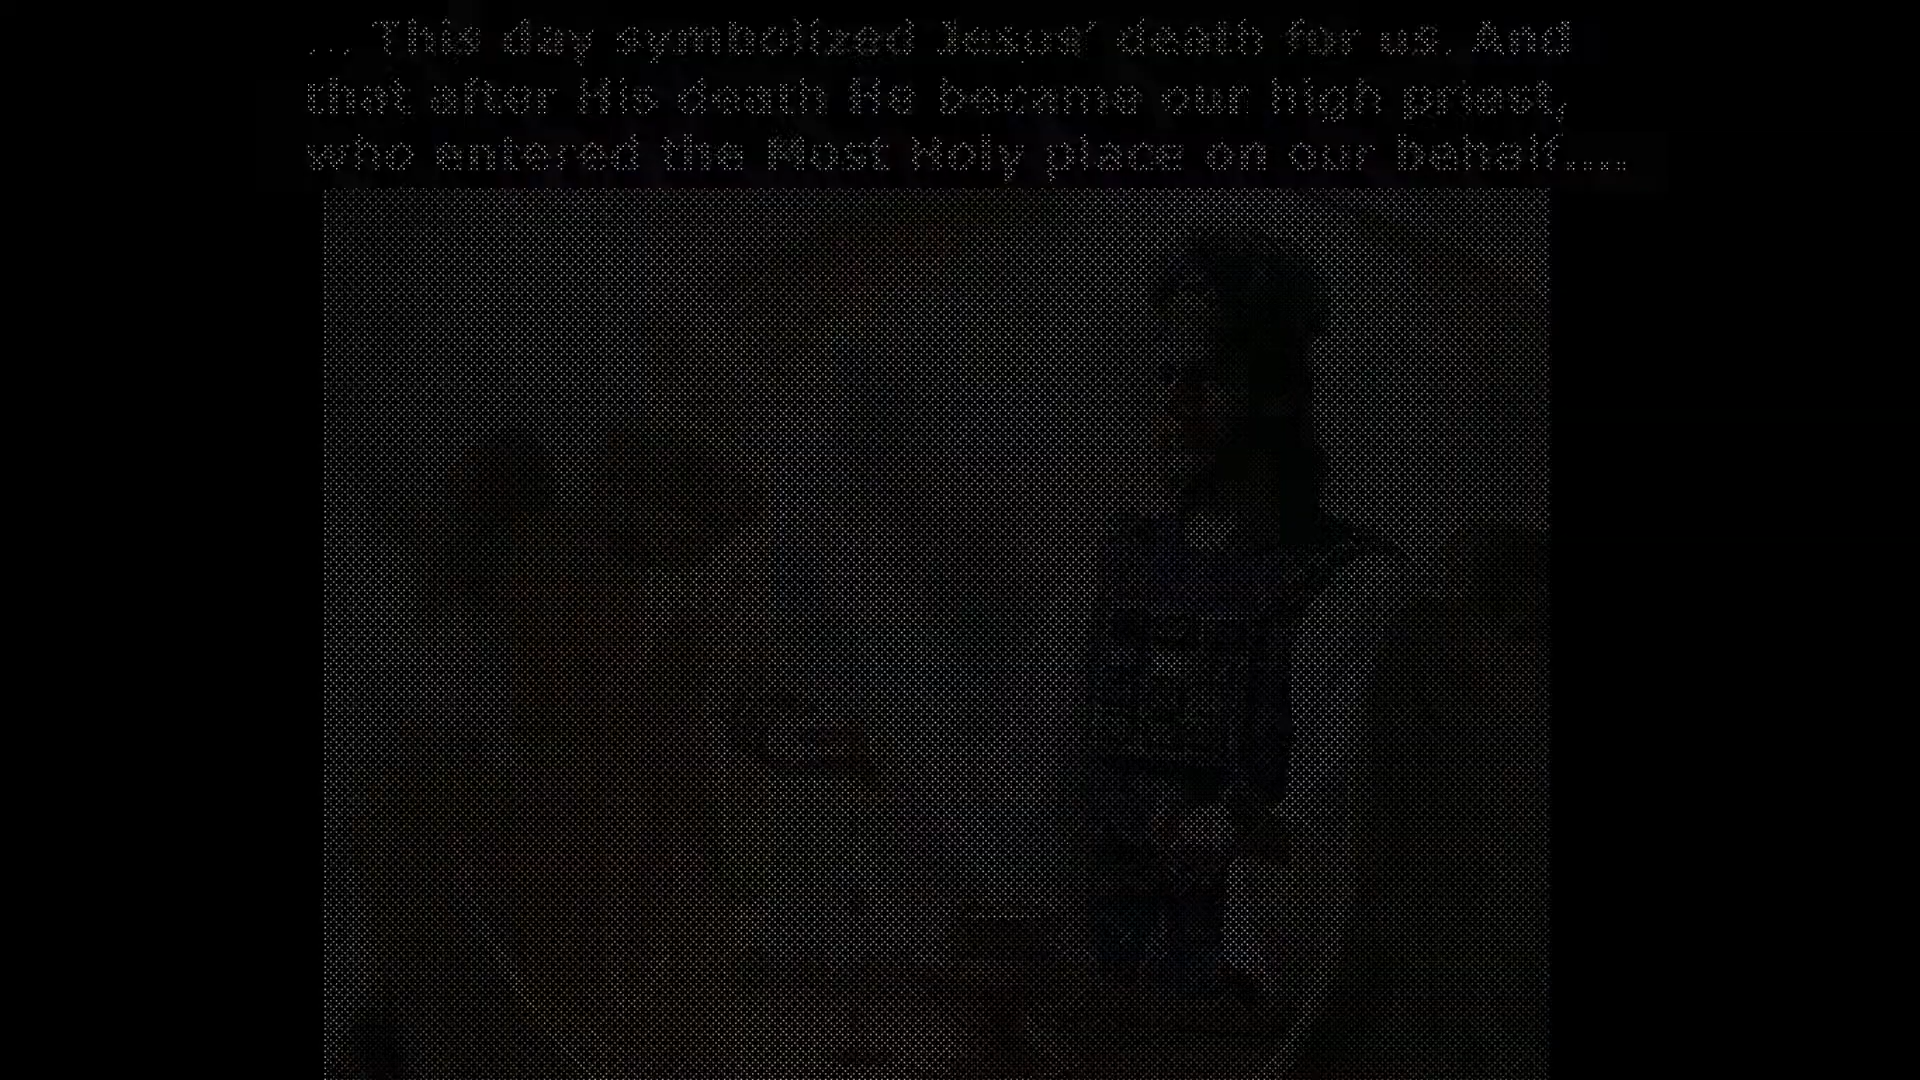 ... This day symbolized Jesus' death for us. And
that after His death He became our high priest,
who entered the Most Holy place on our behalf.....